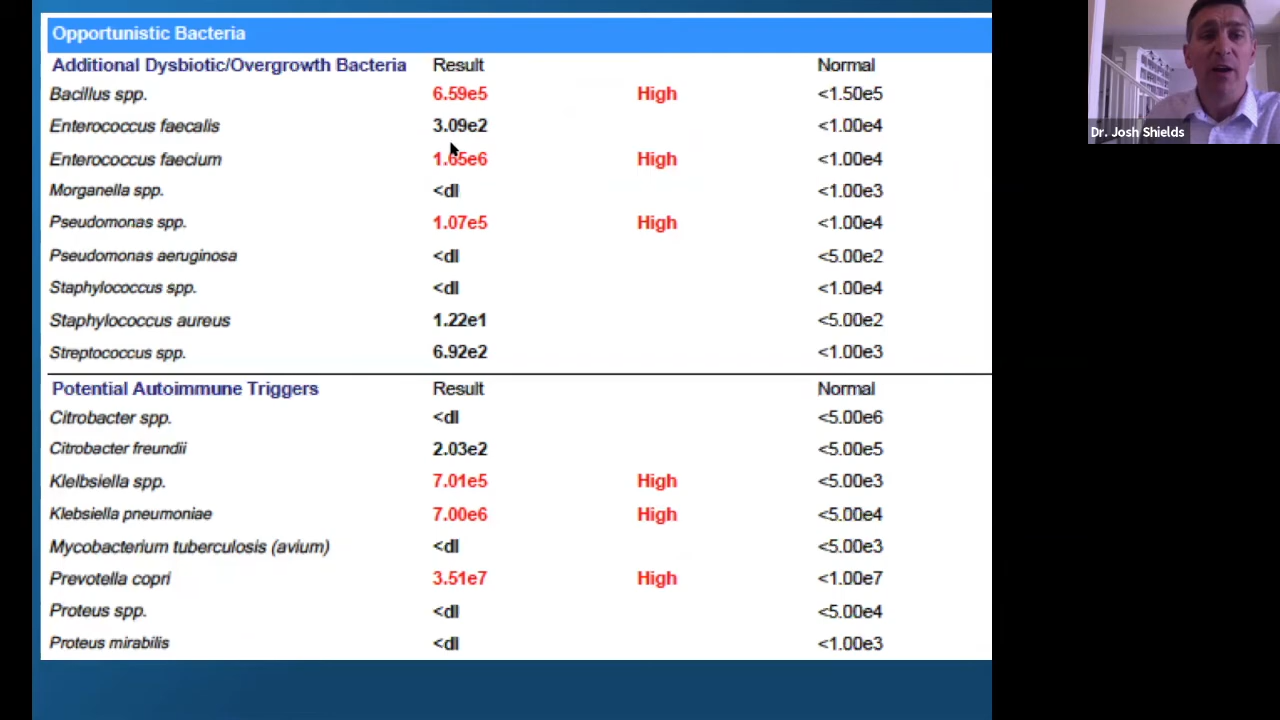 Opportunistic Bacteria
Additional Dysbiotic/Overgrowth Bacteria Result Normal
Bacillus spp. 6.59e5 High <1.50e5
Enterococcus faecalis 3.09e2 <1.00e4
Enterococcus faecium 1.65e6 High <1.00e4
Morganella spp. <dl <1.00e3
Pseudomonas spp. 1.07e5 High <1.00e4
Pseudomonas aeruginosa <dl <5.00e2
Staphylococcus spp. <dl <1.00e4
Staphylococcus aureus 1.22e1 <5.00e2
Streptococcus spp. 6.92e2 <1.00e3
Potential Autoimmune Triggers Result Normal
Citrobacter spp. <dl <5.00e6
Citrobacter freundii 2.03e2 <5.00e5
Klelbsiella spp. 7.01e5 High <5.00e3
Klebsiella pneumoniae 7.00e6 High <5.00e4
Mycobacterium tuberculosis (avium) <dl <5.00e3
Prevotella copri 3.51e7 High <1.00e7
Proteus spp. <dl <5.00e4
Proteus mirabilis <dl <1.00e3
Dr. Josh Shields